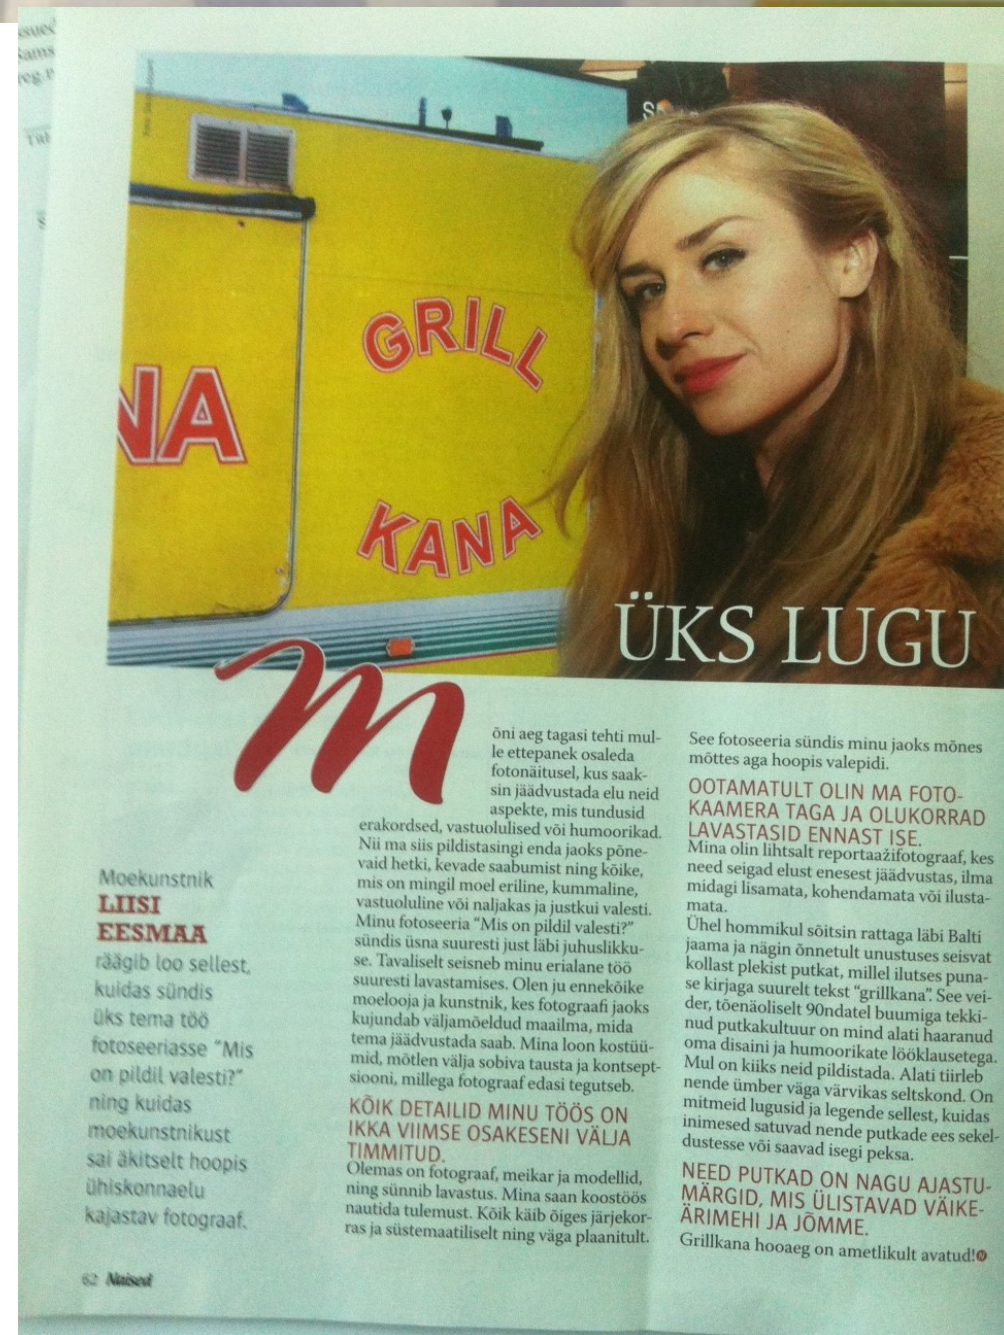 NA
GRILL
KANA
ÜKS LUGU
Moekunstnik
LIISI
EESMAA
räägib loo sellest,
kuidas sündis
üks tema töö
fotoseeriasse “Mis
on pildil valesti?”
ning kuidas
moekunstnikust
sai äkitselt hoopis
ühiskonnaelu
kajastav fotograaf.
M
õni aeg tagasi tehti mul-
le ettepanek osaleda
fotonäitusel, kus saak-
sin jäädvustada elu neid
aspekte, mis tundusid
erakordsed, vastuolulised või humoorikad.
Nii ma siis pildistasingi enda jaoks põne-
vaid hetki, kevade saabumist ning kõike,
mis on mingil moel eriline, kummaline,
vastuoluline või naljakas ja justkui valesti.
Minu fotoseeria “Mis on pildil valesti?”
sündis üsna suuresti just läbi juhuslikku-
se. Tavaliselt seisneb minu erialane töö
suuresti lavastamises. Olen ju ennekõike
moelooja ja kunstnik, kes fotograafi jaoks
kujundab väljamõeldud maailma, mida
tema jäädvustada saab. Mina loon kostüü-
mid, mõtlen välja sobiva tausta ja kontsept-
siooni, millega fotograaf edasi tegutseb.
KÕIK DETAILID MINU TÖÖS ON
IKKA VIIMSE OSAKESENI VÄLJA
TIMMITUD.
Olemas on fotograaf, meikar ja modellid,
ning sünnib lavastus. Mina saan koostöös
nautida tulemust. Kõik käib õiges järjekor-
ras ja süstemaatiliselt ning väga plaanitult.
See fotoseeria sündis minu jaoks mõnes
mõttes aga hoopis valepidi.
OOTAMATULT OLIN MA FOTO-
KAAMERA TAGA JA OLUKORRAD
LAVASTASID ENNAST ISE.
Mina olin lihtsalt reportaažifotograaf, kes
need seigad elust enesest jäädvustas, ilma
midagi lisamata, kohendamata või ilusta-
mata.
Ühel hommikul sõitsin rattaga läbi Balti
jaama ja nägin õnnetult unustuses seisvat
kollast plekist putkat, millel ilutses puna-
se kirjaga suurelt tekst “grillkana”. See vei-
der, tõenäoliselt 90ndatel buumiga tekki-
nud putkakultuur on mind alati haaranud
oma disaini ja humoorikate lööklausetega.
Mul on kiiks neid pildistada. Alati tiirleb
nende ümber väga värvikas seltskond. On
mitmeid lugusid ja legende sellest, kuidas
inimesed satuvad nende putkade ees sekel-
dustesse või saavad isegi peksa.
NEED PUTKAD ON NAGU AJASTU-
MÄRGID, MIS ÜLISTAVAD VÄIKE-
ÄRIMEHI JA JÕMME.
Grillkana hooaeg on ametlikult avatud!
62 Naised